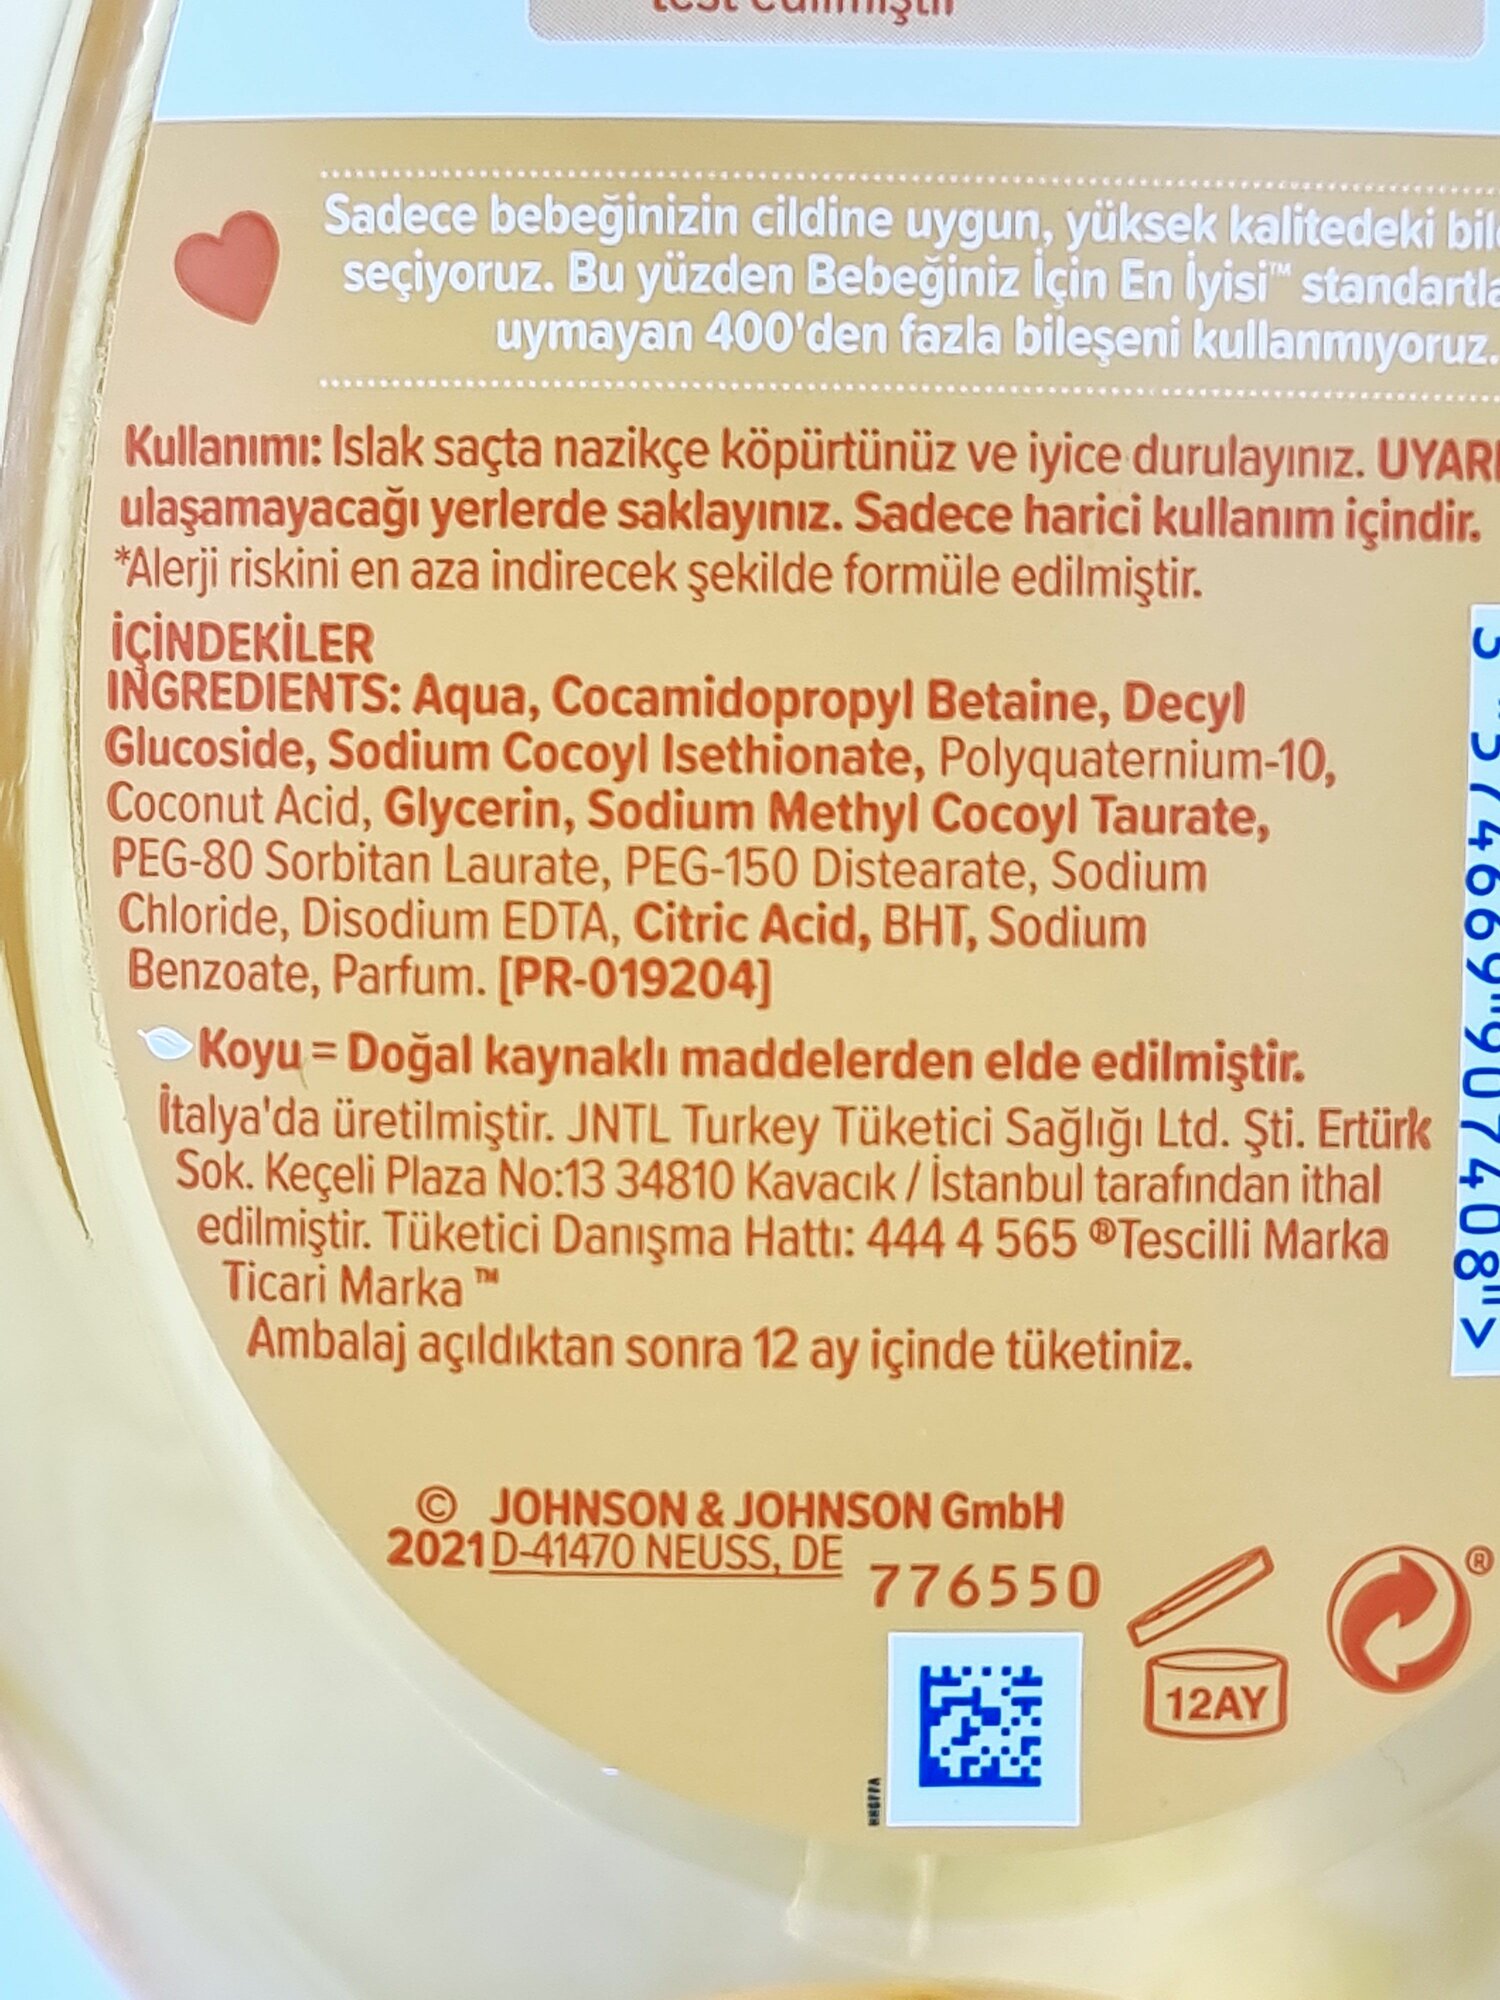 test edilmiştir
Sadece bebeğinizin cildine uygun, yüksek kalitedeki
seçiyoruz. Bu yüzden Bebeğiniz İçin En İyisi™
uymayan 400'den fazla bileşeni kullanmıyoruz.
Kullanımı: Islak saçta nazikçe köpürtünüz ve iyice durulayınız. UYARI
ulaşamayacağı yerlerde saklayınız. Sadece harici kullanım içindir.
*Alerji riskini en aza indirecek şekilde formüle edilmiştir.
İÇİNDEKİLER
INGREDIENTS: Aqua, Cocamidopropyl Betaine, Decyl
Glucoside, Sodium Cocoyl Isethionate, Polyquaternium-10,
Coconut Acid, Glycerin, Sodium Methyl Cocoyl Taurate,
PEG-80 Sorbitan Laurate, PEG-150 Distearate, Sodium
Chloride, Disodium EDTA, Citric Acid, BHT, Sodium
Benzoate, Parfum. [PR-019204]
Koyu = Doğal kaynaklı maddelerden elde edilmiştir.
İtalya'da üretilmiştir. JNTL Turkey Tüketici Sağlığı Ltd. Şti. Ertürk
Sok. Keçeli Plaza No:13 34810 Kavacık / İstanbul tarafından ithal
edilmiştir. Tüketici Danışma Hattı: 444 4 565 ®Tescilli Marka
Ticari Marka ™
Ambalaj açıldıktan sonra 12 ay içinde tüketiniz.
© JOHNSON & JOHNSON GmbH
2021 D-41470 NEUSS, DE
776550
12AY
®
3 574669 907408 >